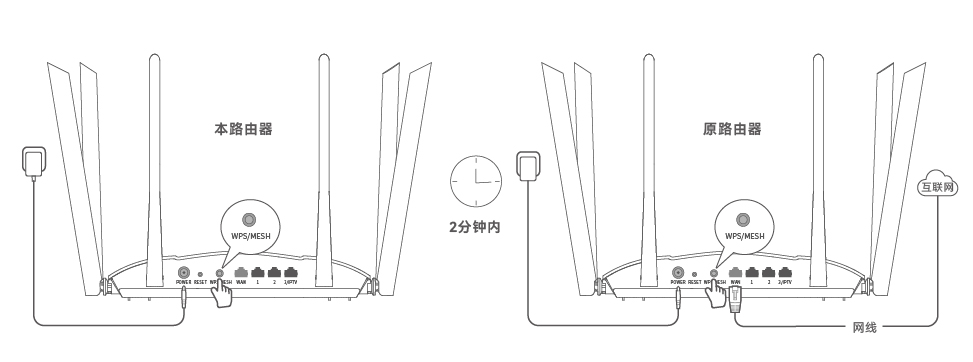 本路由器
原路由器
互联网
2分钟内
WPS/MESH
WPS/MESH
POWER RESET WPS/MESH WAN 1 2 3/IPTV
POWER RESET WPS/MESH WAN 1 2 3/IPTV
网线